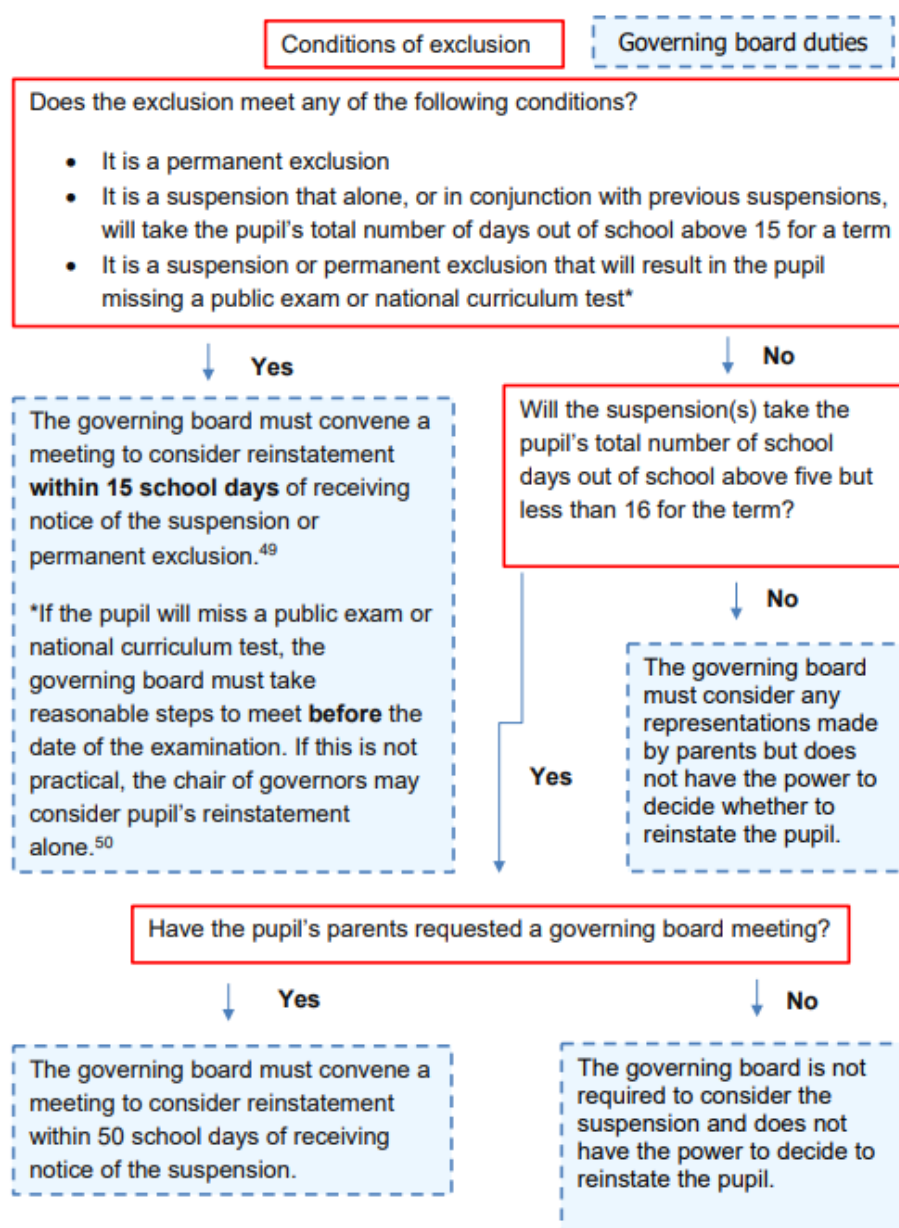 Conditions of exclusion
Governing board duties
Does the exclusion meet any of the following conditions?
• It is a permanent exclusion
• It is a suspension that alone, or in conjunction with previous suspensions,
will take the pupil's total number of days out of school above 15 for a term
• It is a suspension or permanent exclusion that will result in the pupil
missing a public exam or national curriculum test*
Yes
No
The governing board must convene a
meeting to consider reinstatement
within 15 school days of receiving
notice of the suspension or
permanent exclusion.49
*If the pupil will miss a public exam or
national curriculum test, the
governing board must take
reasonable steps to meet before the
date of the examination. If this is not
practical, the chair of governors may
consider pupil's reinstatement
alone.50
Will the suspension(s) take the
pupil's total number of school
days out of school above five but
less than 16 for the term?
No
The governing board
must consider any
representations made
by parents but does
not have the power to
decide whether to
reinstate the pupil.
Yes
Have the pupil's parents requested a governing board meeting?
Yes
No
The governing board must convene a
meeting to consider reinstatement
within 50 school days of receiving
notice of the suspension.
The governing board is not
required to consider the
suspension and does not
have the power to decide to
reinstate the pupil.